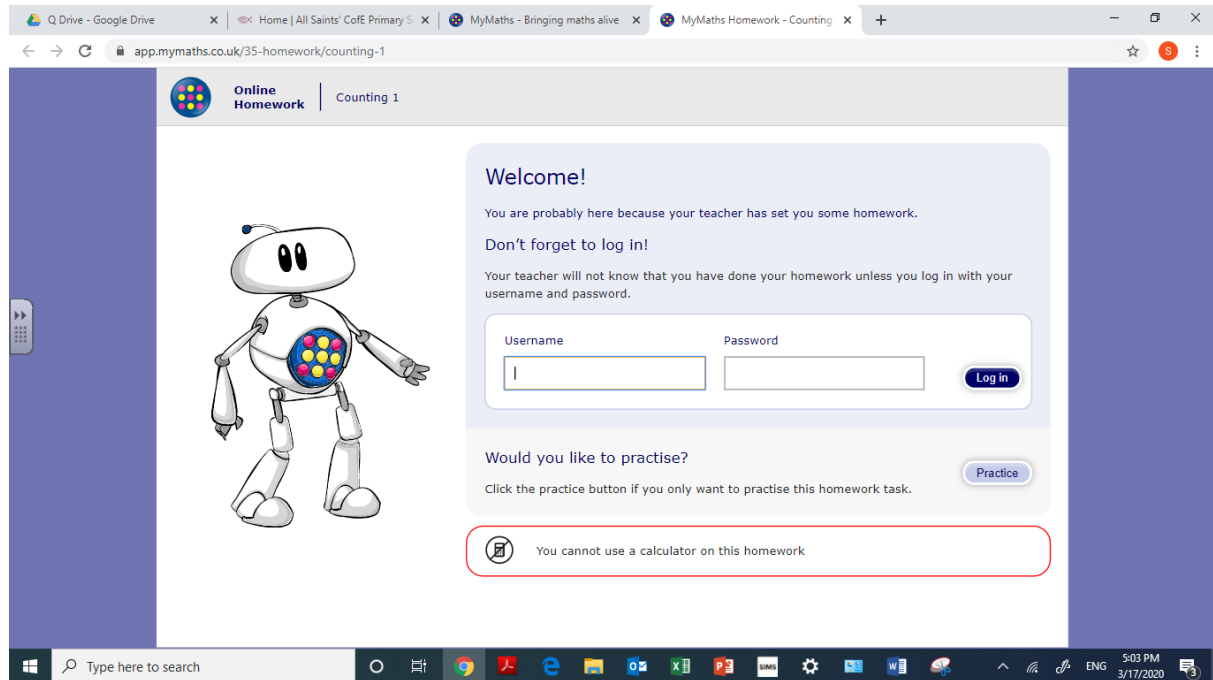 Q Drive - Google Drive
Home | All Saints' CofE Primary S
MyMaths - Bringing maths alive
MyMaths Homework - Counting
app.mymaths.co.uk/35-homework/counting-1
S
Online
Homework
Counting 1
Welcome!
You are probably here because your teacher has set you some homework.
Don't forget to log in!
Your teacher will not know that you have done your homework unless you log in with your
username and password.
Username
Password
Log in
Would you like to practise?
Click the practice button if you only want to practise this homework task.
Practice
You cannot use a calculator on this homework
Type here to search
SIMS
ENG
5:03 PM
3/17/2020
3